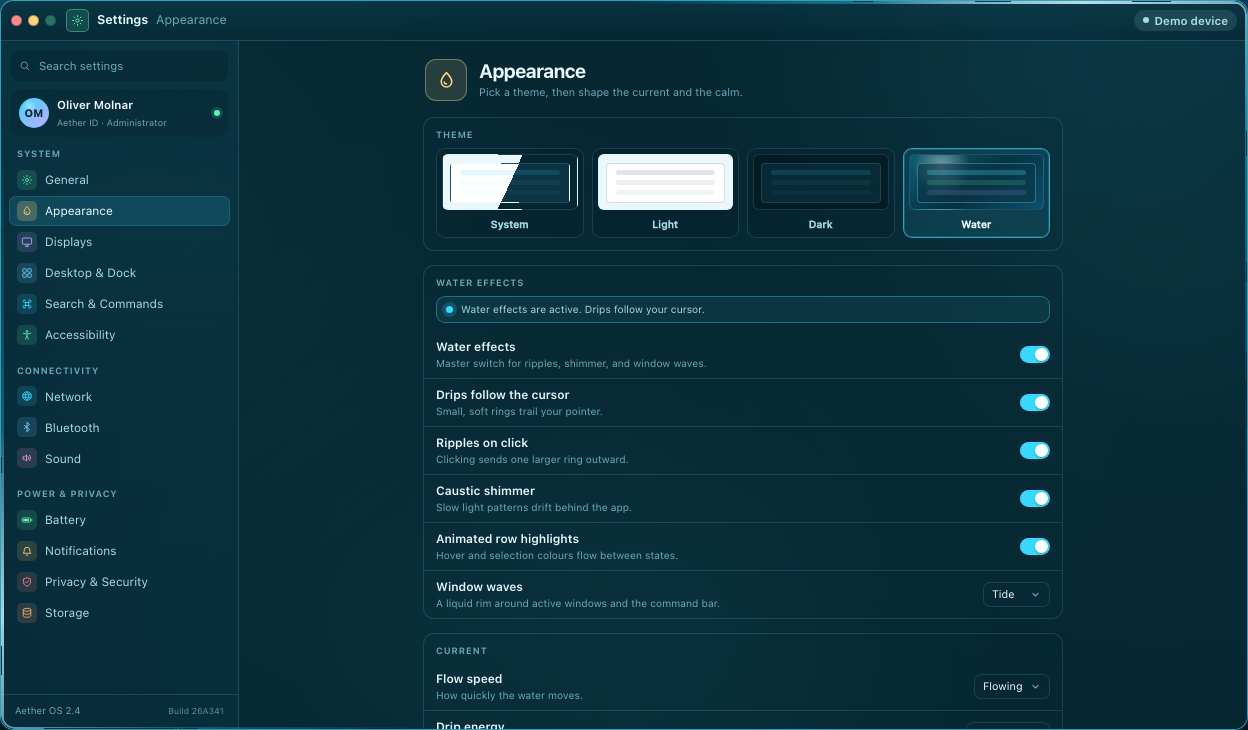 Settings Appearance
Demo device
Search settings
OM
Oliver Molnar
Aether ID · Administrator
SYSTEM
General
Appearance
Displays
Desktop & Dock
Search & Commands
Accessibility
CONNECTIVITY
Network
Bluetooth
Sound
POWER & PRIVACY
Battery
Notifications
Privacy & Security
Storage
Aether OS 2.4
Build 26A341
Appearance
Pick a theme, then shape the current and the calm.
THEME
System
Light
Dark
Water
WATER EFFECTS
Water effects are active. Drips follow your cursor.
Water effects
Master switch for ripples, shimmer, and window waves.
Drips follow the cursor
Small, soft rings trail your pointer.
Ripples on click
Clicking sends one larger ring outward.
Caustic shimmer
Slow light patterns drift behind the app.
Animated row highlights
Hover and selection colours flow between states.
Window waves
A liquid rim around active windows and the command bar.
Tide
CURRENT
Flow speed
How quickly the water moves.
Flowing
Drip energy